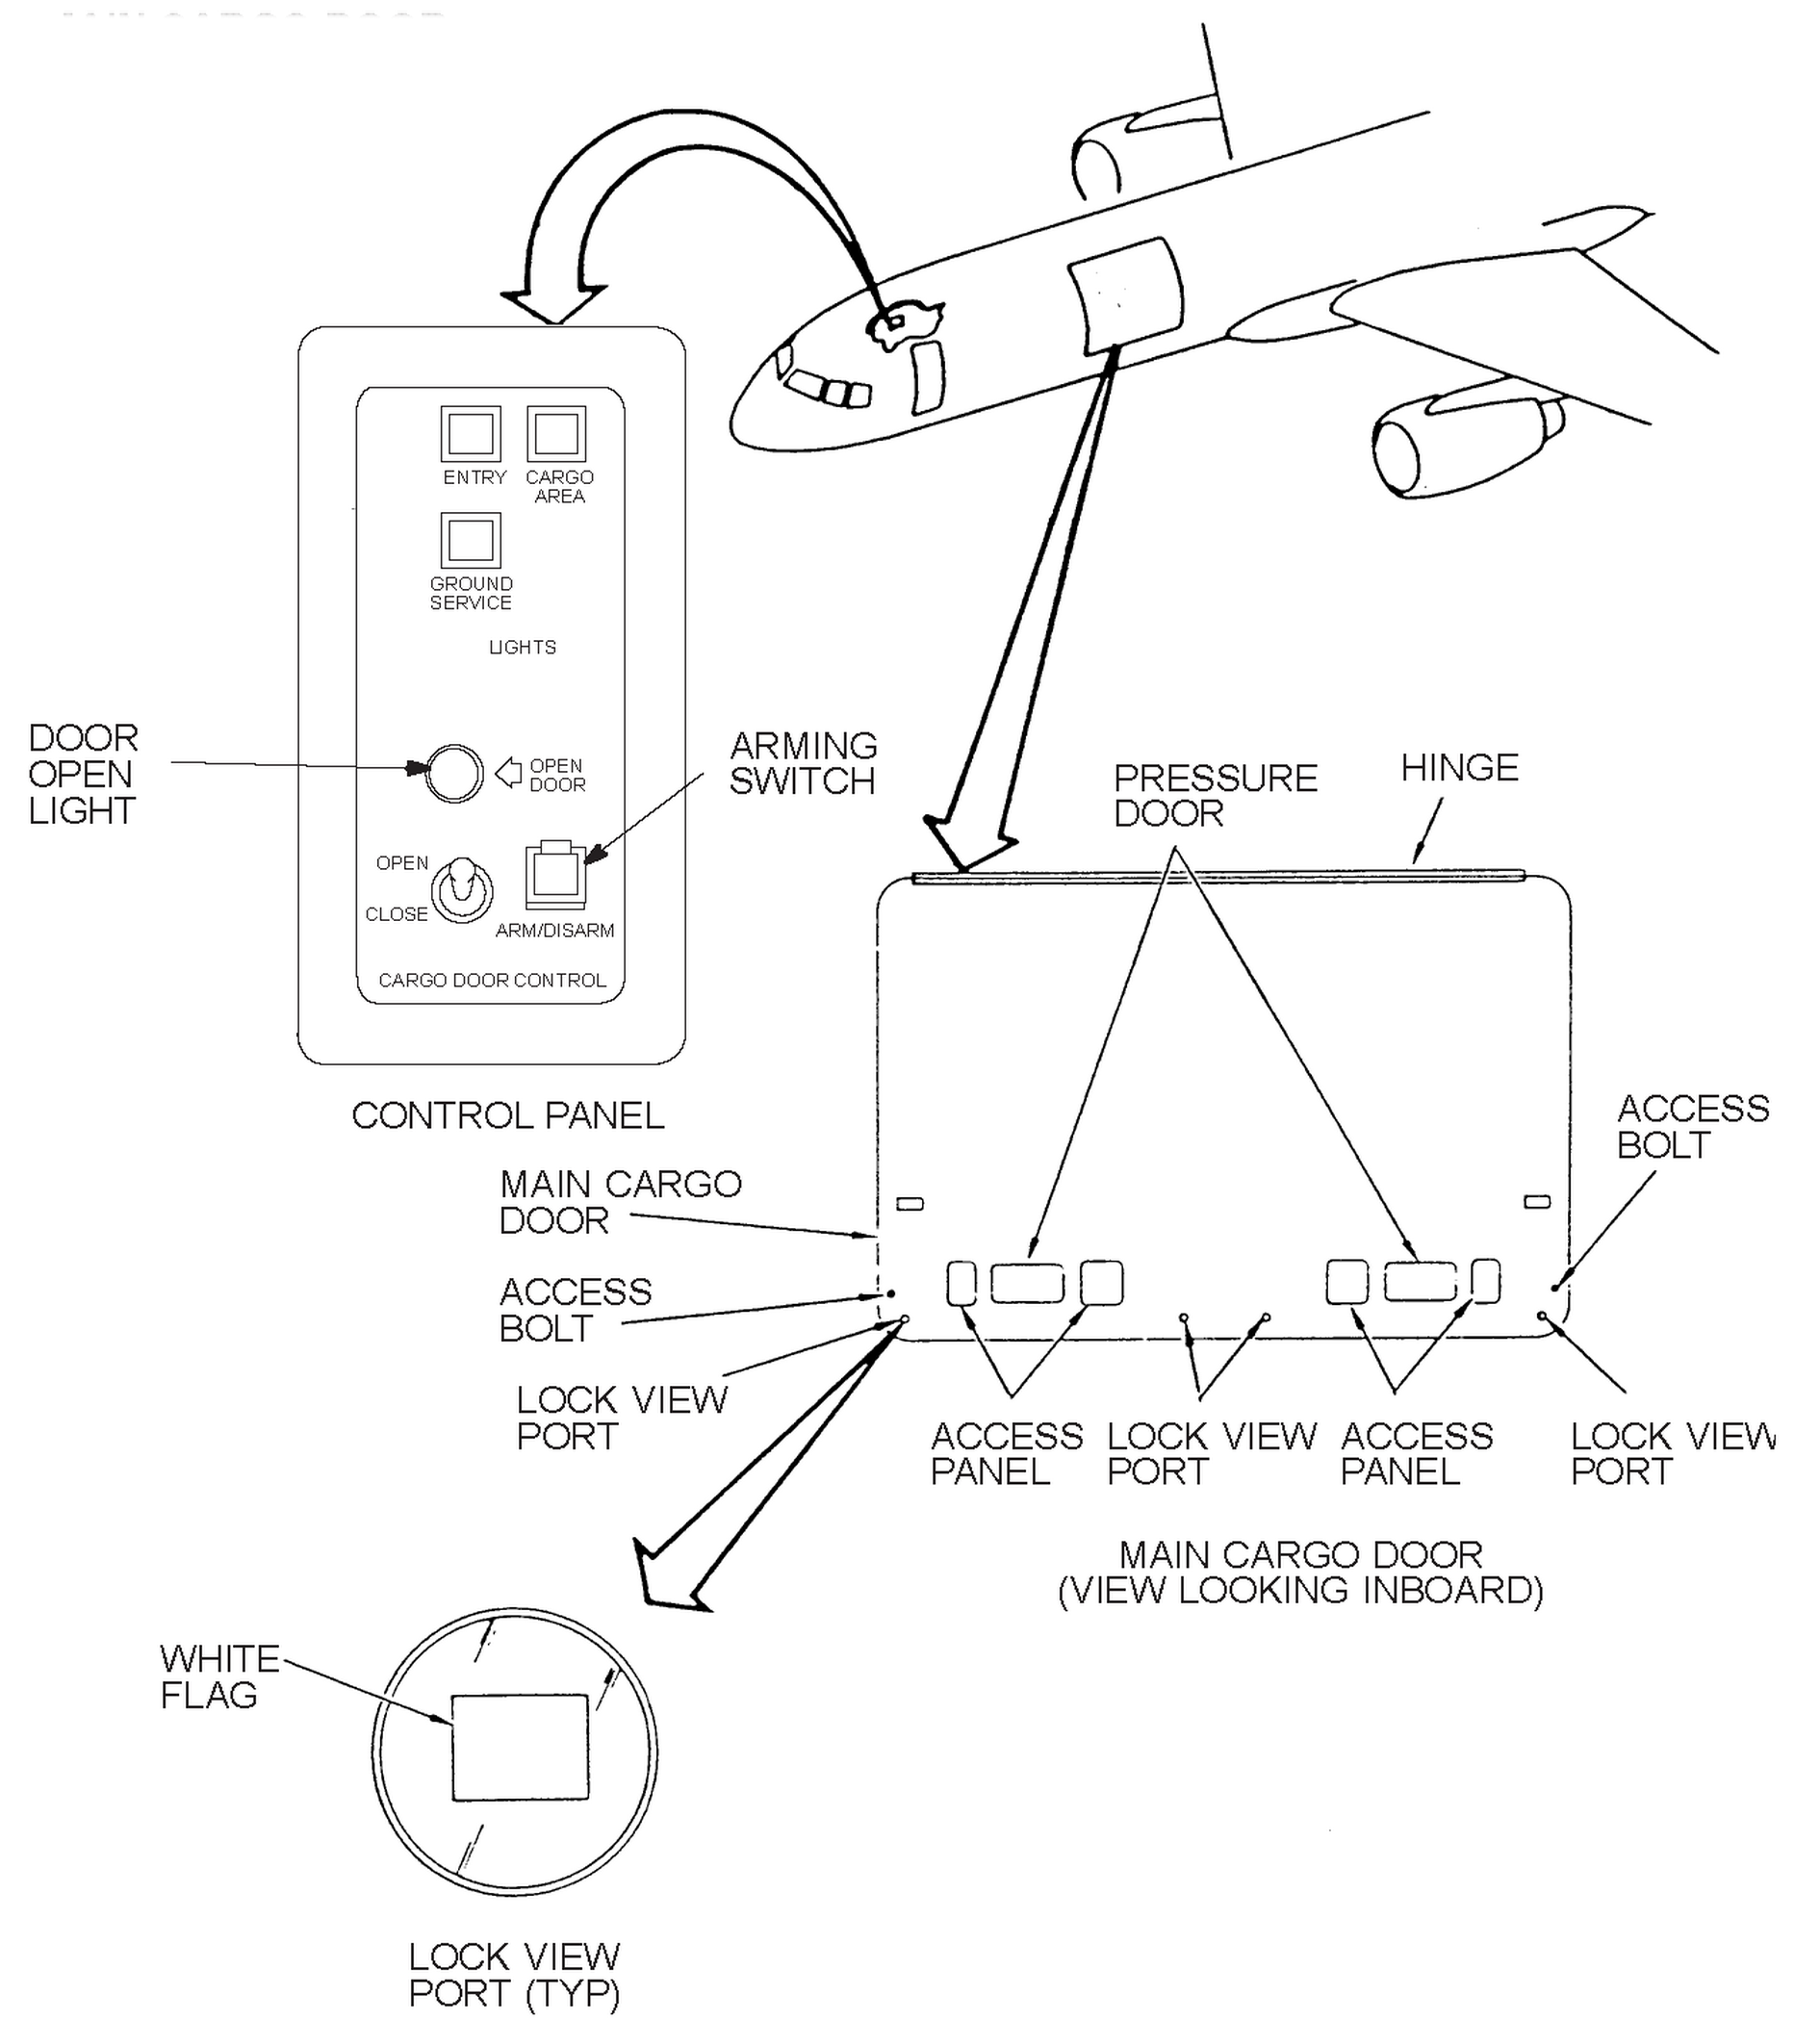 ENTRY
CARGO
AREA
GROUND
SERVICE
LIGHTS
DOOR
OPEN
LIGHT
OPEN
DOOR
ARMING
SWITCH
OPEN
CLOSE
ARM/DISARM
CARGO DOOR CONTROL
CONTROL PANEL
PRESSURE
DOOR
HINGE
ACCESS
BOLT
MAIN CARGO
DOOR
ACCESS
BOLT
LOCK VIEW
PORT
ACCESS
PANEL
LOCK VIEW
PORT
ACCESS
PANEL
LOCK VIEW
PORT
MAIN CARGO DOOR
(VIEW LOOKING INBOARD)
WHITE
FLAG
LOCK VIEW
PORT (TYP)